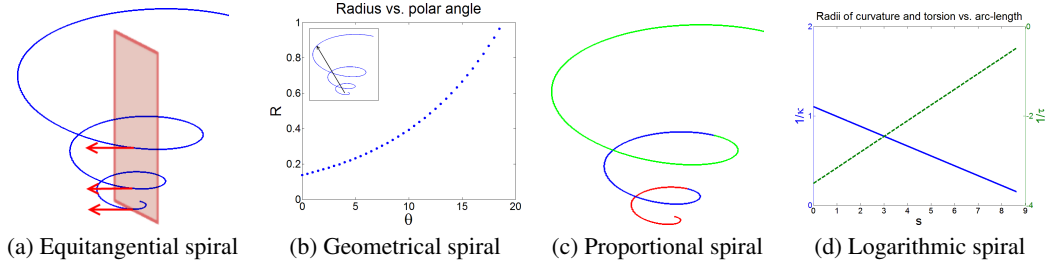 Radius vs. polar angle
1
0.8
0.6
0.4
0.2
0
R
0 5 10 15 20
θ
Radii of curvature and torsion vs. arc-length
2
1
0
1/κ
-0
-2
-4
1/τ
0 1 2 3 4 5 6 7 8 9
s
(a) Equitangential spiral
(b) Geometrical spiral
(c) Proportional spiral
(d) Logarithmic spiral